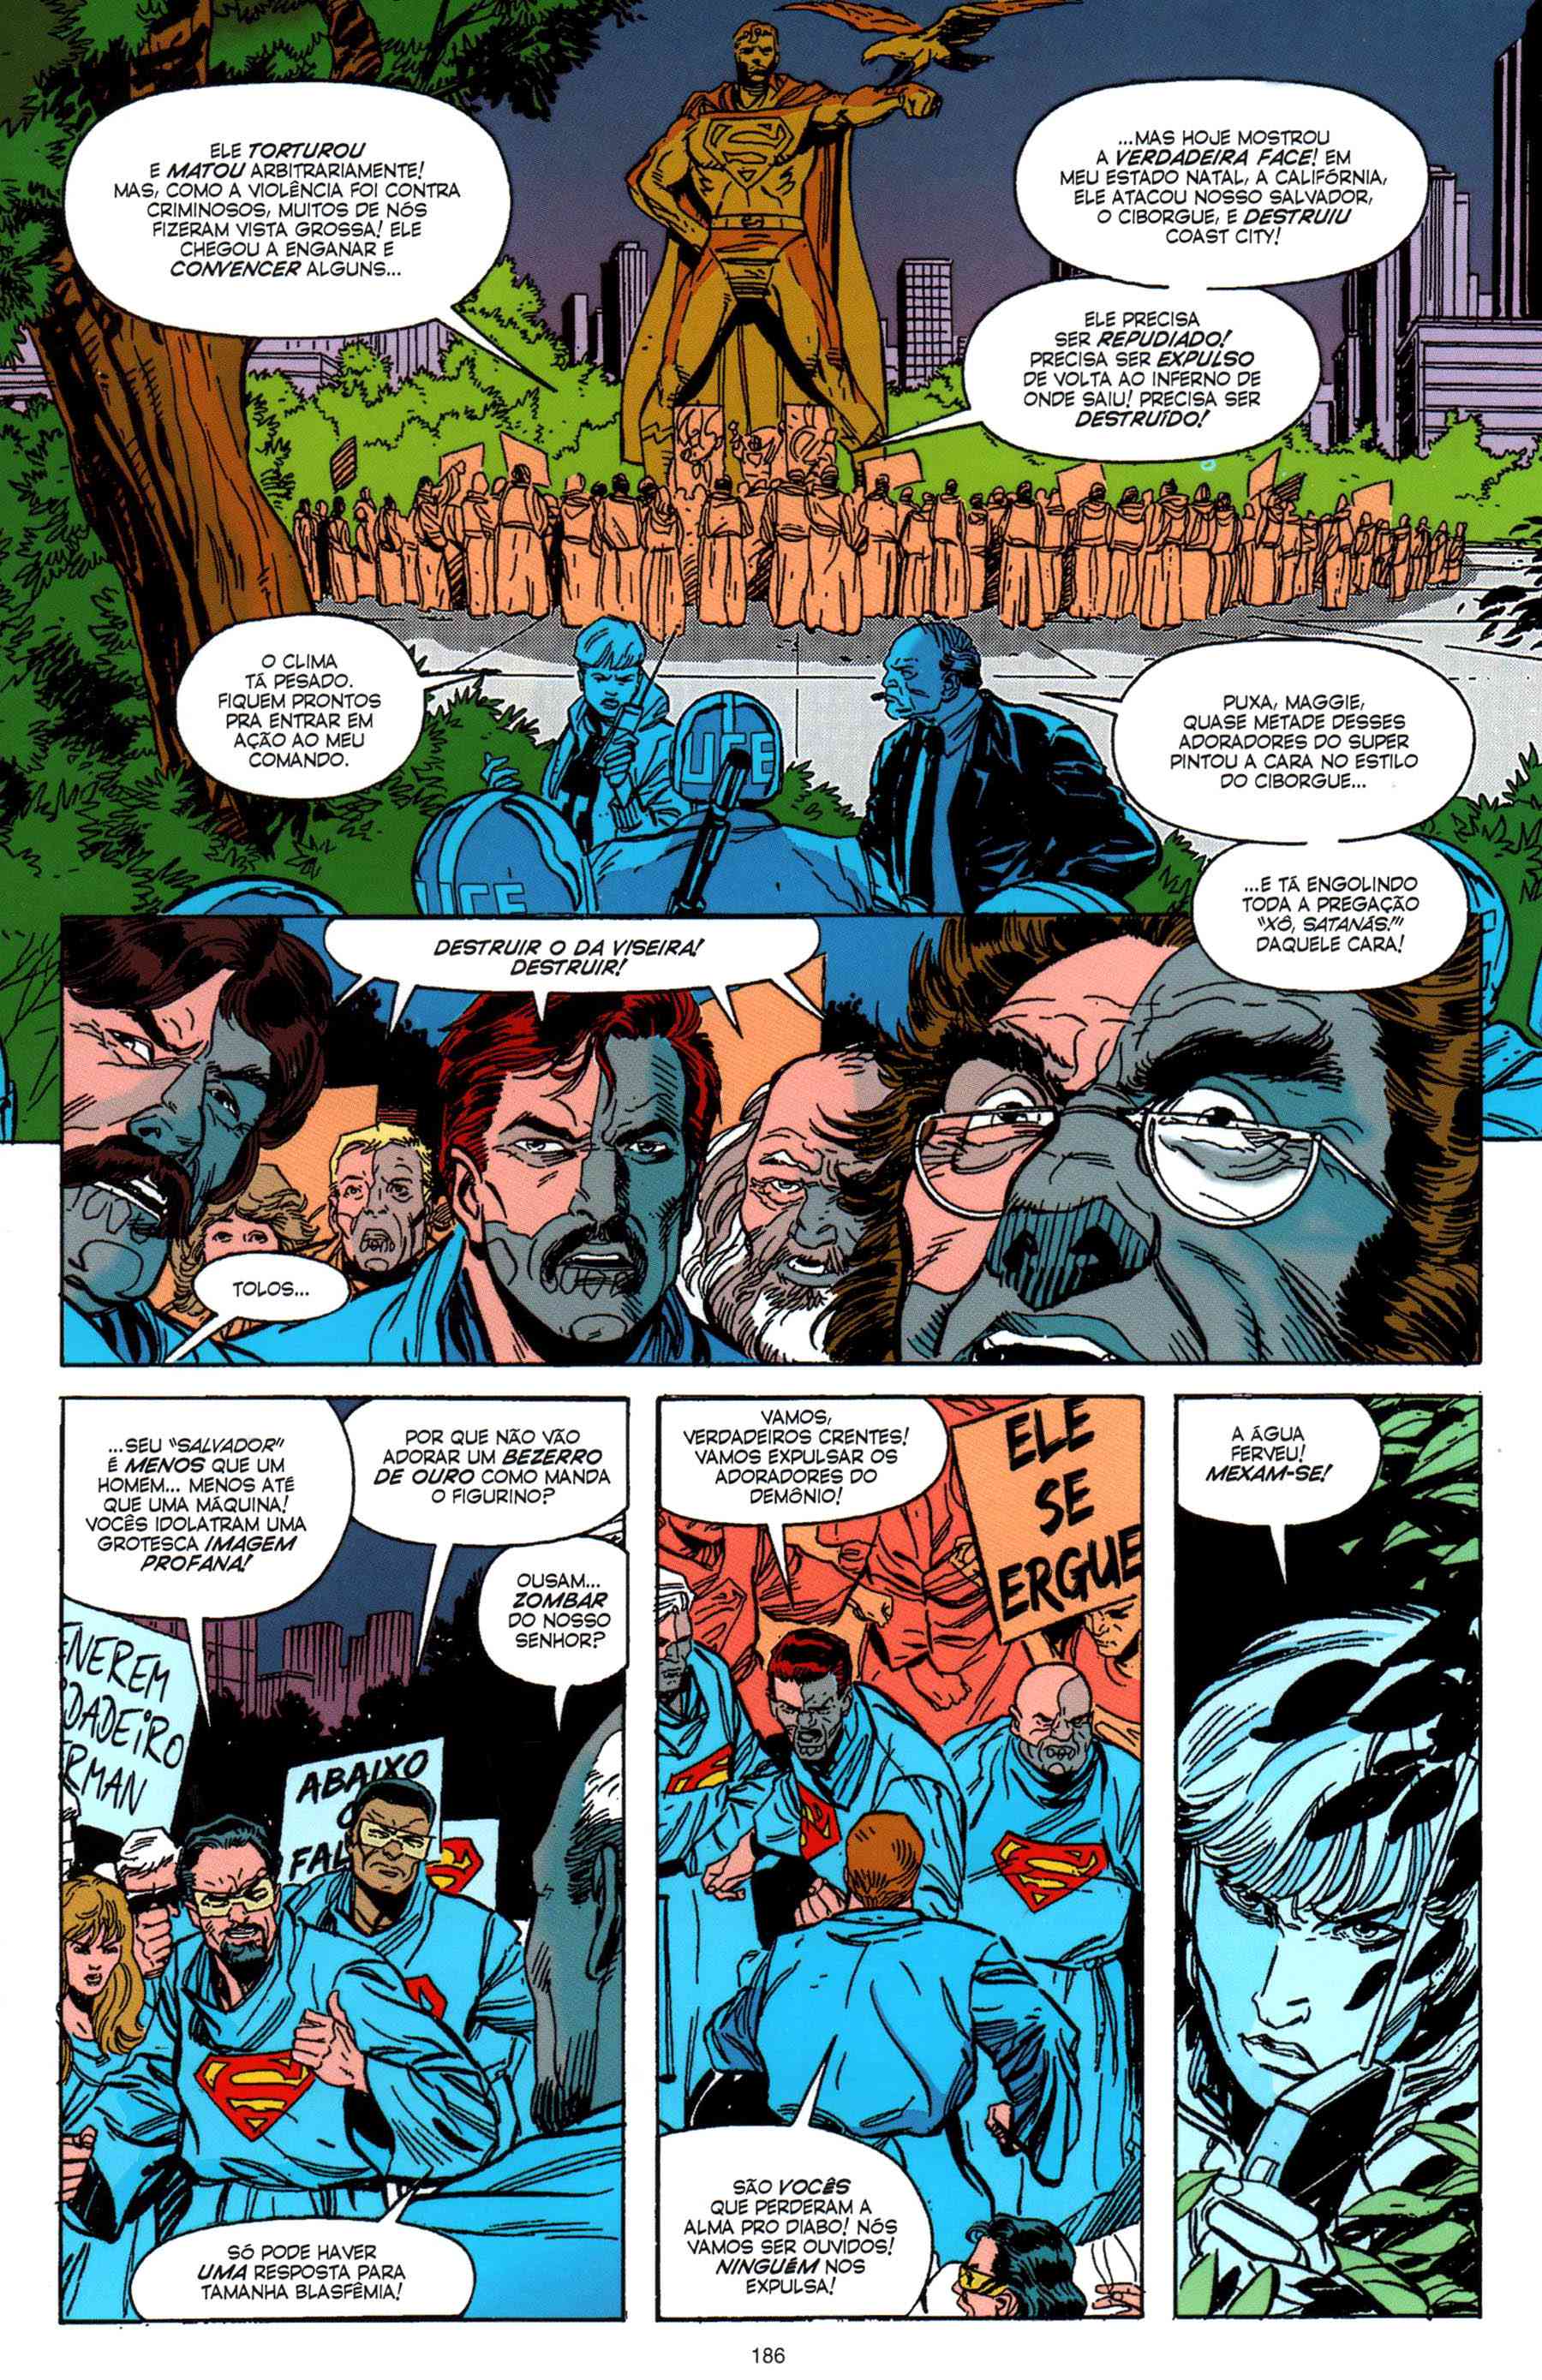 ELE TORTUROU
E MATOU ARBITRARIAMENTE!
MAS, COMO A VIOLÊNCIA FOI CONTRA
CRIMINOSOS, MUITOS DE NÓS
FIZERAM VISTA GROSSA! ELE
CHEGOU A ENGANAR E
CONVENCER ALGUNS...
...MAS HOJE MOSTROU
A VERDADEIRA FACE! EM
MEU ESTADO NATAL, A CALIFÓRNIA,
ELE ATACOU NOSSO SALVADOR,
O CIBORGUE, E DESTRUIU
COAST CITY!
ELE PRECISA
SER REPUDIADO!
PRECISA SER EXPULSO
DE VOLTA AO INFERNO DE
ONDE SAIU! PRECISA SER
DESTRUÍDO!
O CLIMA
TÁ PESADO.
FIQUEM PRONTOS
PRA ENTRAR EM
AÇÃO AO MEU
COMANDO.
PUXA, MAGGIE,
QUASE METADE DESSES
ADORADORES DO SUPER
PINTOU A CARA NO ESTILO
DO CIBORGUE...
UCE
UCE
...E TÁ ENGOLINDO
TODA A PREGAÇÃO
"XÔ, SATANÁS!"
DAQUELE CARA!
DESTRUIR O DA VISEIRA!
DESTRUIR!
TOLOS...
...SEU "SALVADOR"
É MENOS QUE UM
HOMEM... MENOS ATÉ
QUE UMA MÁQUINA!
VOCÊS IDOLATRAM UMA
GROTESCA IMAGEM
PROFANA!
POR QUE NÃO VÃO
ADORAR UM BEZERRO
DE OURO COMO MANDA
O FIGURINO?
OUSAM...
ZOMBAR
DO NOSSO
SENHOR?
ENEREM
DADEIRO
RMAN
ABAIXO
O
FAL
SÓ PODE HAVER
UMA RESPOSTA PARA
TAMANHA BLASFÊMIA!
VAMOS,
VERDADEIROS CRENTES!
VAMOS EXPULSAR OS
ADORADORES DO
DEMÔNIO!
ELE
SE
ERGUE
SÃO VOCÊS
QUE PERDERAM A
ALMA PRO DIABO! NÓS
VAMOS SER OUVIDOS!
NINGUÉM NOS
EXPULSA!
A ÁGUA
FERVEU!
MEXAM-SE!
186